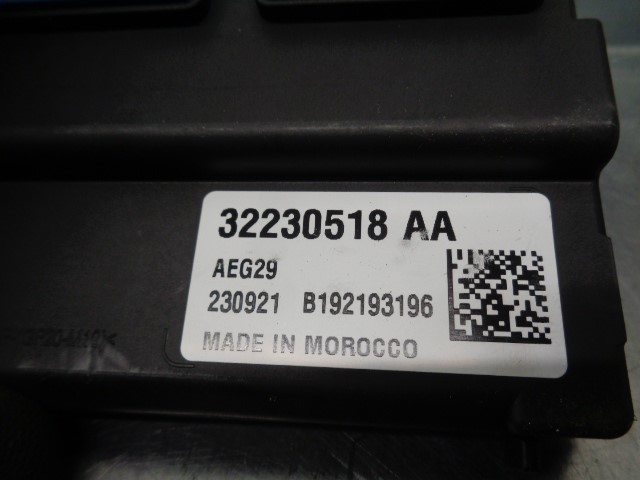 32230518 AA
AEG29
230921 B192193196
MADE IN MOROCCO